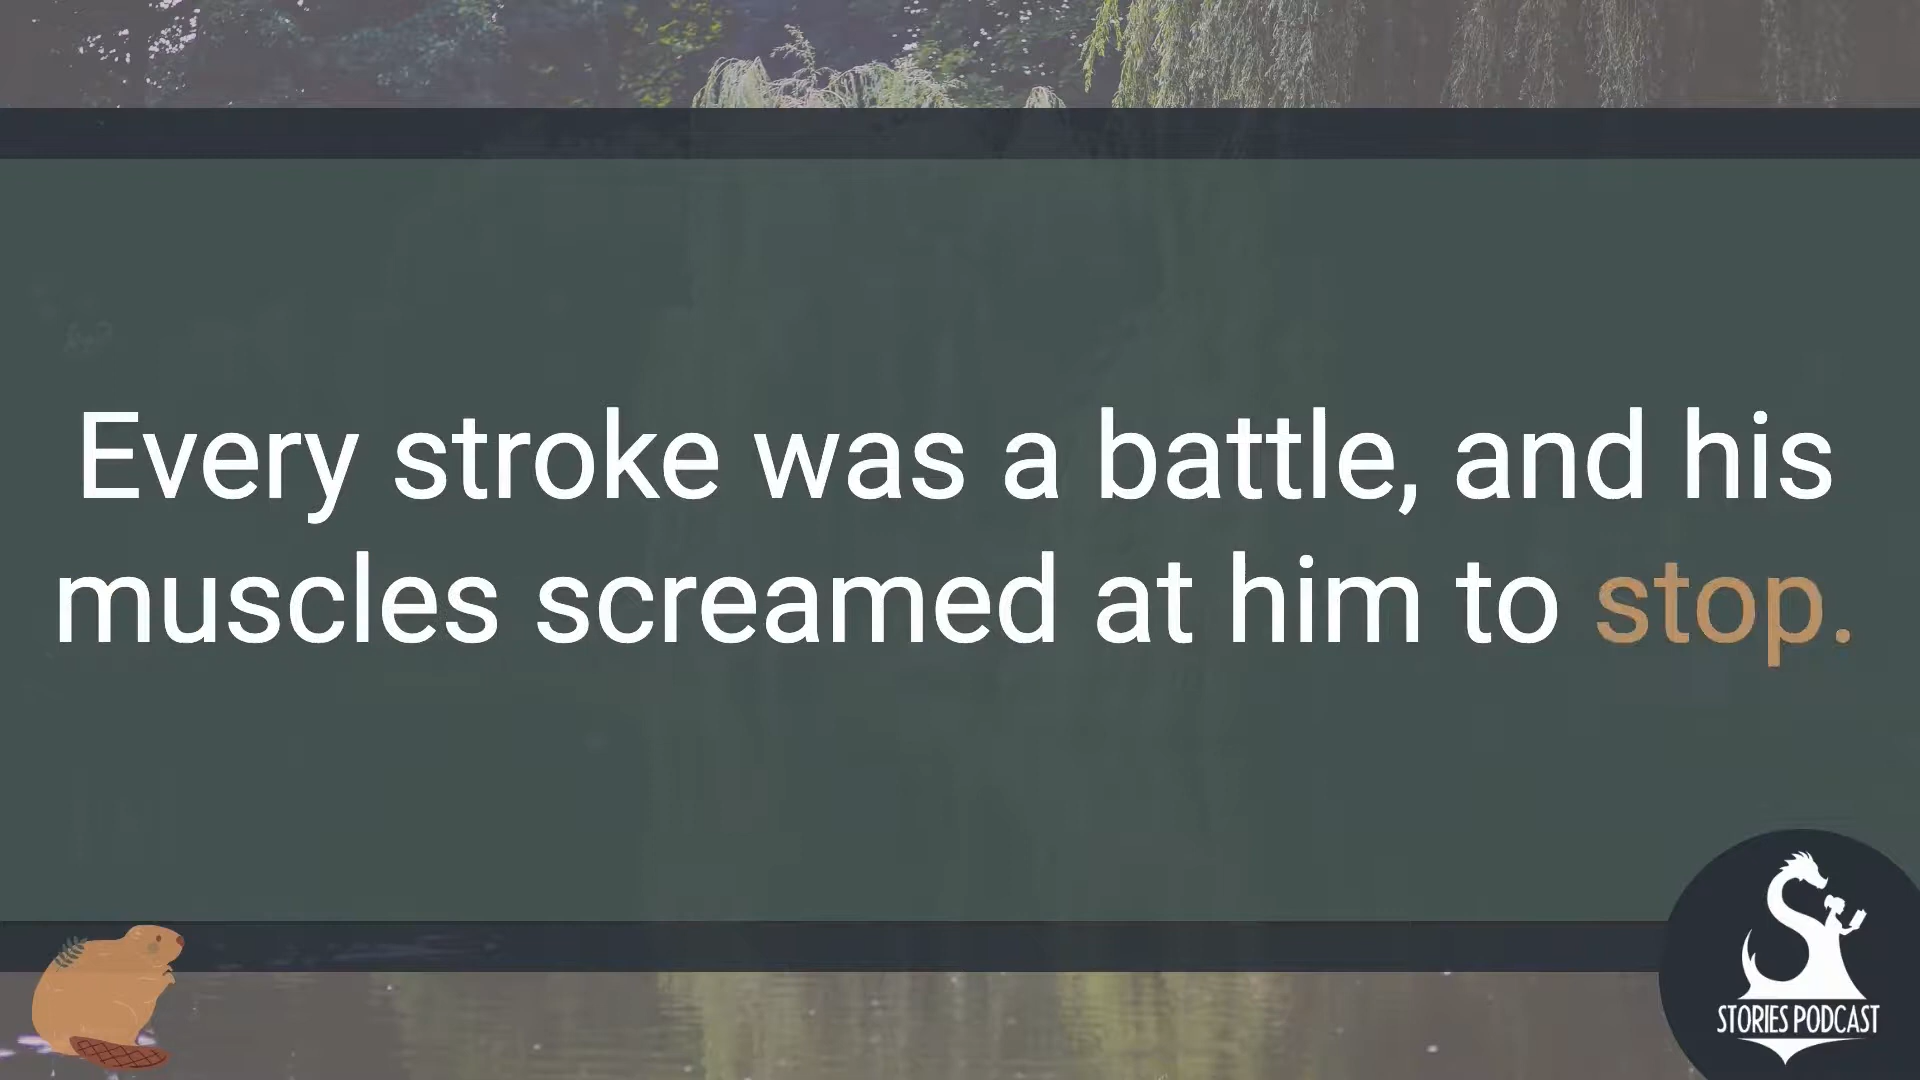 Every stroke was a battle, and his
muscles screamed at him to stop.
STORIES PODCAST